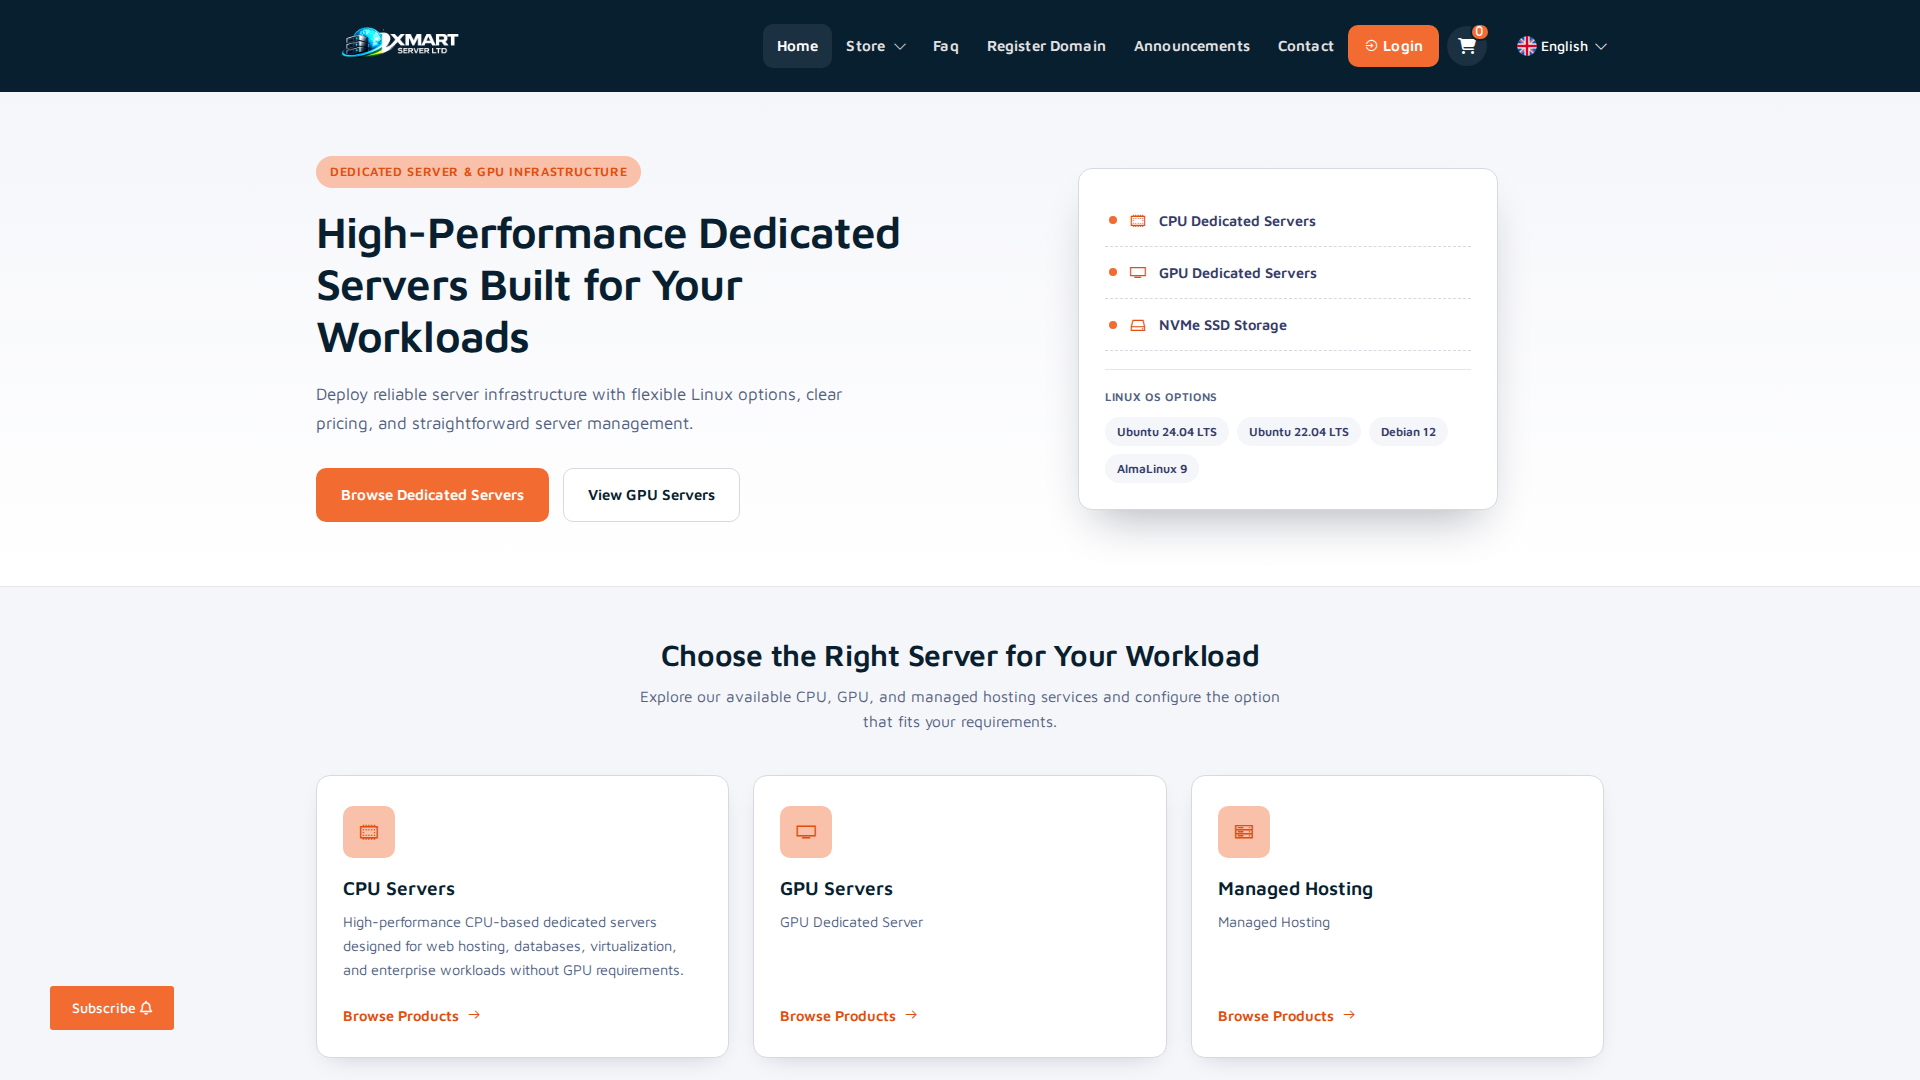 XMART
SERVER LTD
Home
Store
Faq
Register Domain
Announcements
Contact
Login
0
English
DEDICATED SERVER & GPU INFRASTRUCTURE
High-Performance Dedicated
Servers Built for Your
Workloads
Deploy reliable server infrastructure with flexible Linux options, clear
pricing, and straightforward server management.
Browse Dedicated Servers
View GPU Servers
CPU Dedicated Servers
GPU Dedicated Servers
NVMe SSD Storage
LINUX OS OPTIONS
Ubuntu 24.04 LTS
Ubuntu 22.04 LTS
Debian 12
AlmaLinux 9
Choose the Right Server for Your Workload
Explore our available CPU, GPU, and managed hosting services and configure the option
that fits your requirements.
CPU Servers
High-performance CPU-based dedicated servers
designed for web hosting, databases, virtualization,
and enterprise workloads without GPU requirements.
Browse Products
GPU Servers
GPU Dedicated Server
Browse Products
Managed Hosting
Managed Hosting
Browse Products
Subscribe